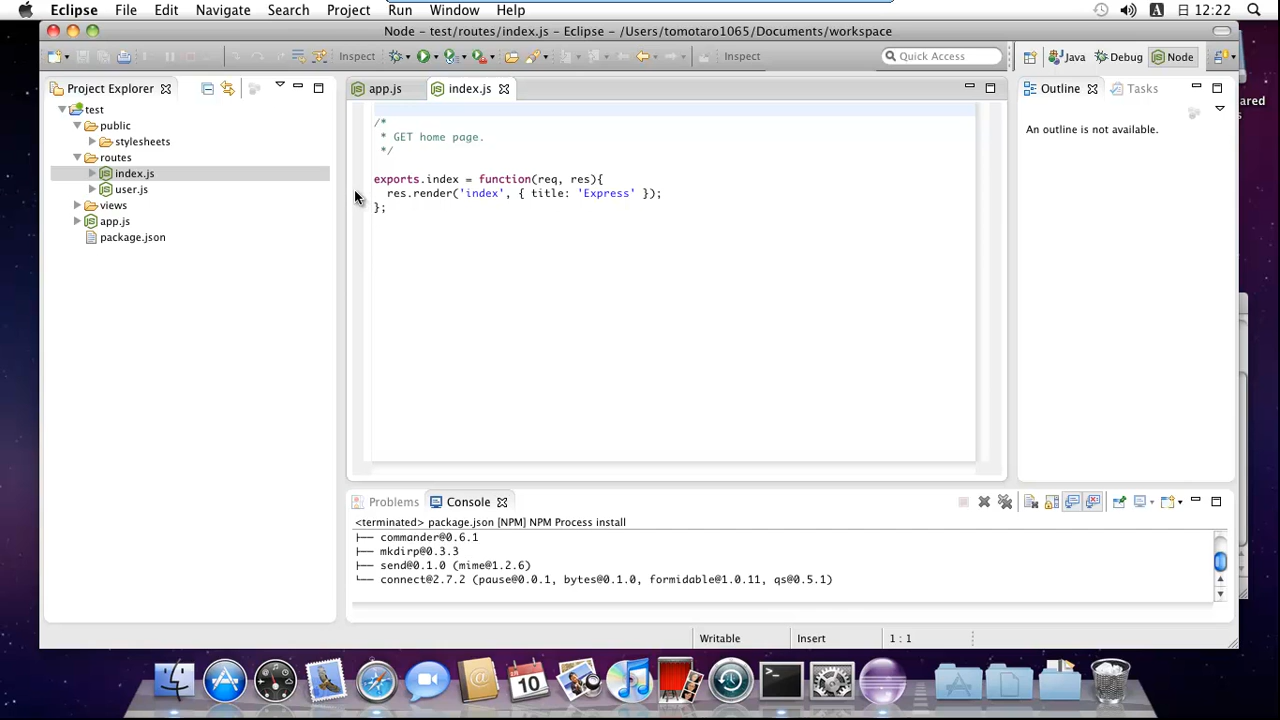 Eclipse File Edit Navigate Search Project Run Window Help 日 12:22
Node - test/routes/index.js - Eclipse - /Users/tomotaro1065/Documents/workspace
Inspect Inspect Quick Access Java Debug Node
Project Explorer
test
public
stylesheets
routes
index.js
user.js
views
app.js
package.json
app.js index.js
/*
* GET home page.
*/
exports.index = function(req, res){
res.render('index', { title: 'Express' });
};
Outline Tasks
An outline is not available.
ared
Problems Console
<terminated> package.json [NPM] NPM Process install
├── commander@0.6.1
├── mkdirp@0.3.3
├── send@0.1.0 (mime@1.2.6)
└── connect@2.7.2 (pause@0.0.1, bytes@0.1.0, formidable@1.0.11, qs@0.5.1)
Writable Insert 1 : 1
10